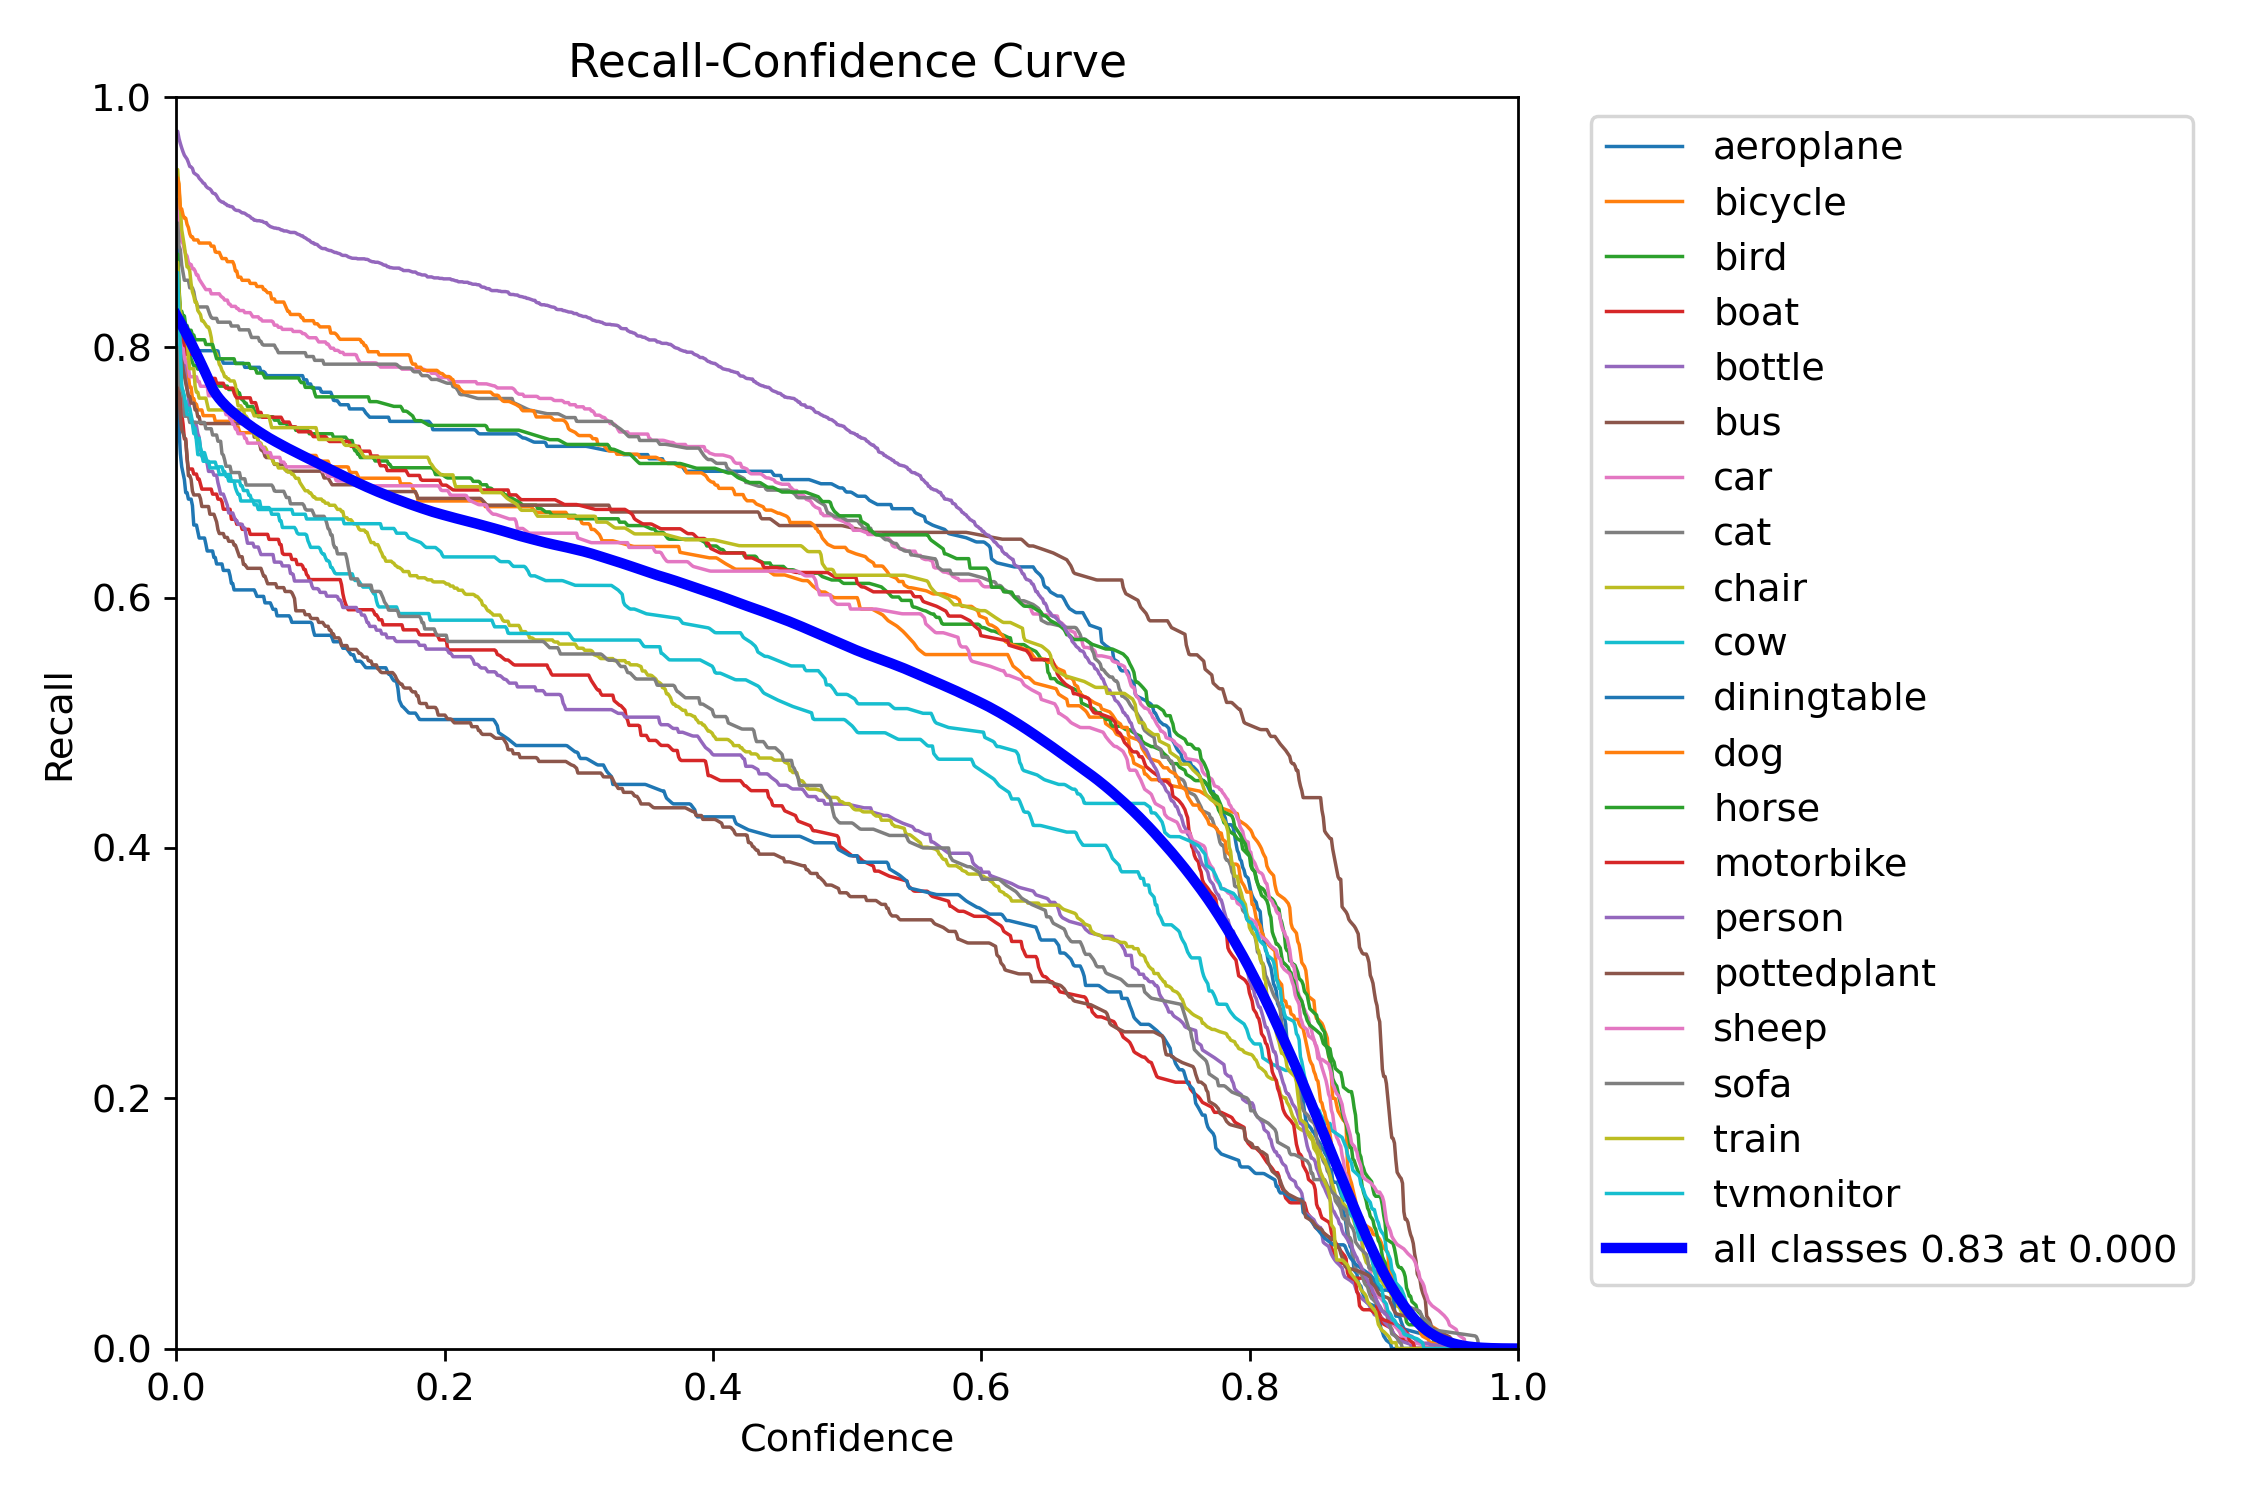 Recall-Confidence Curve
1.0
0.8
0.6
0.4
0.2
0.0
Recall
0.0 0.2 0.4 0.6 0.8 1.0
Confidence
aeroplane
bicycle
bird
boat
bottle
bus
car
cat
chair
cow
diningtable
dog
horse
motorbike
person
pottedplant
sheep
sofa
train
tvmonitor
all classes 0.83 at 0.000